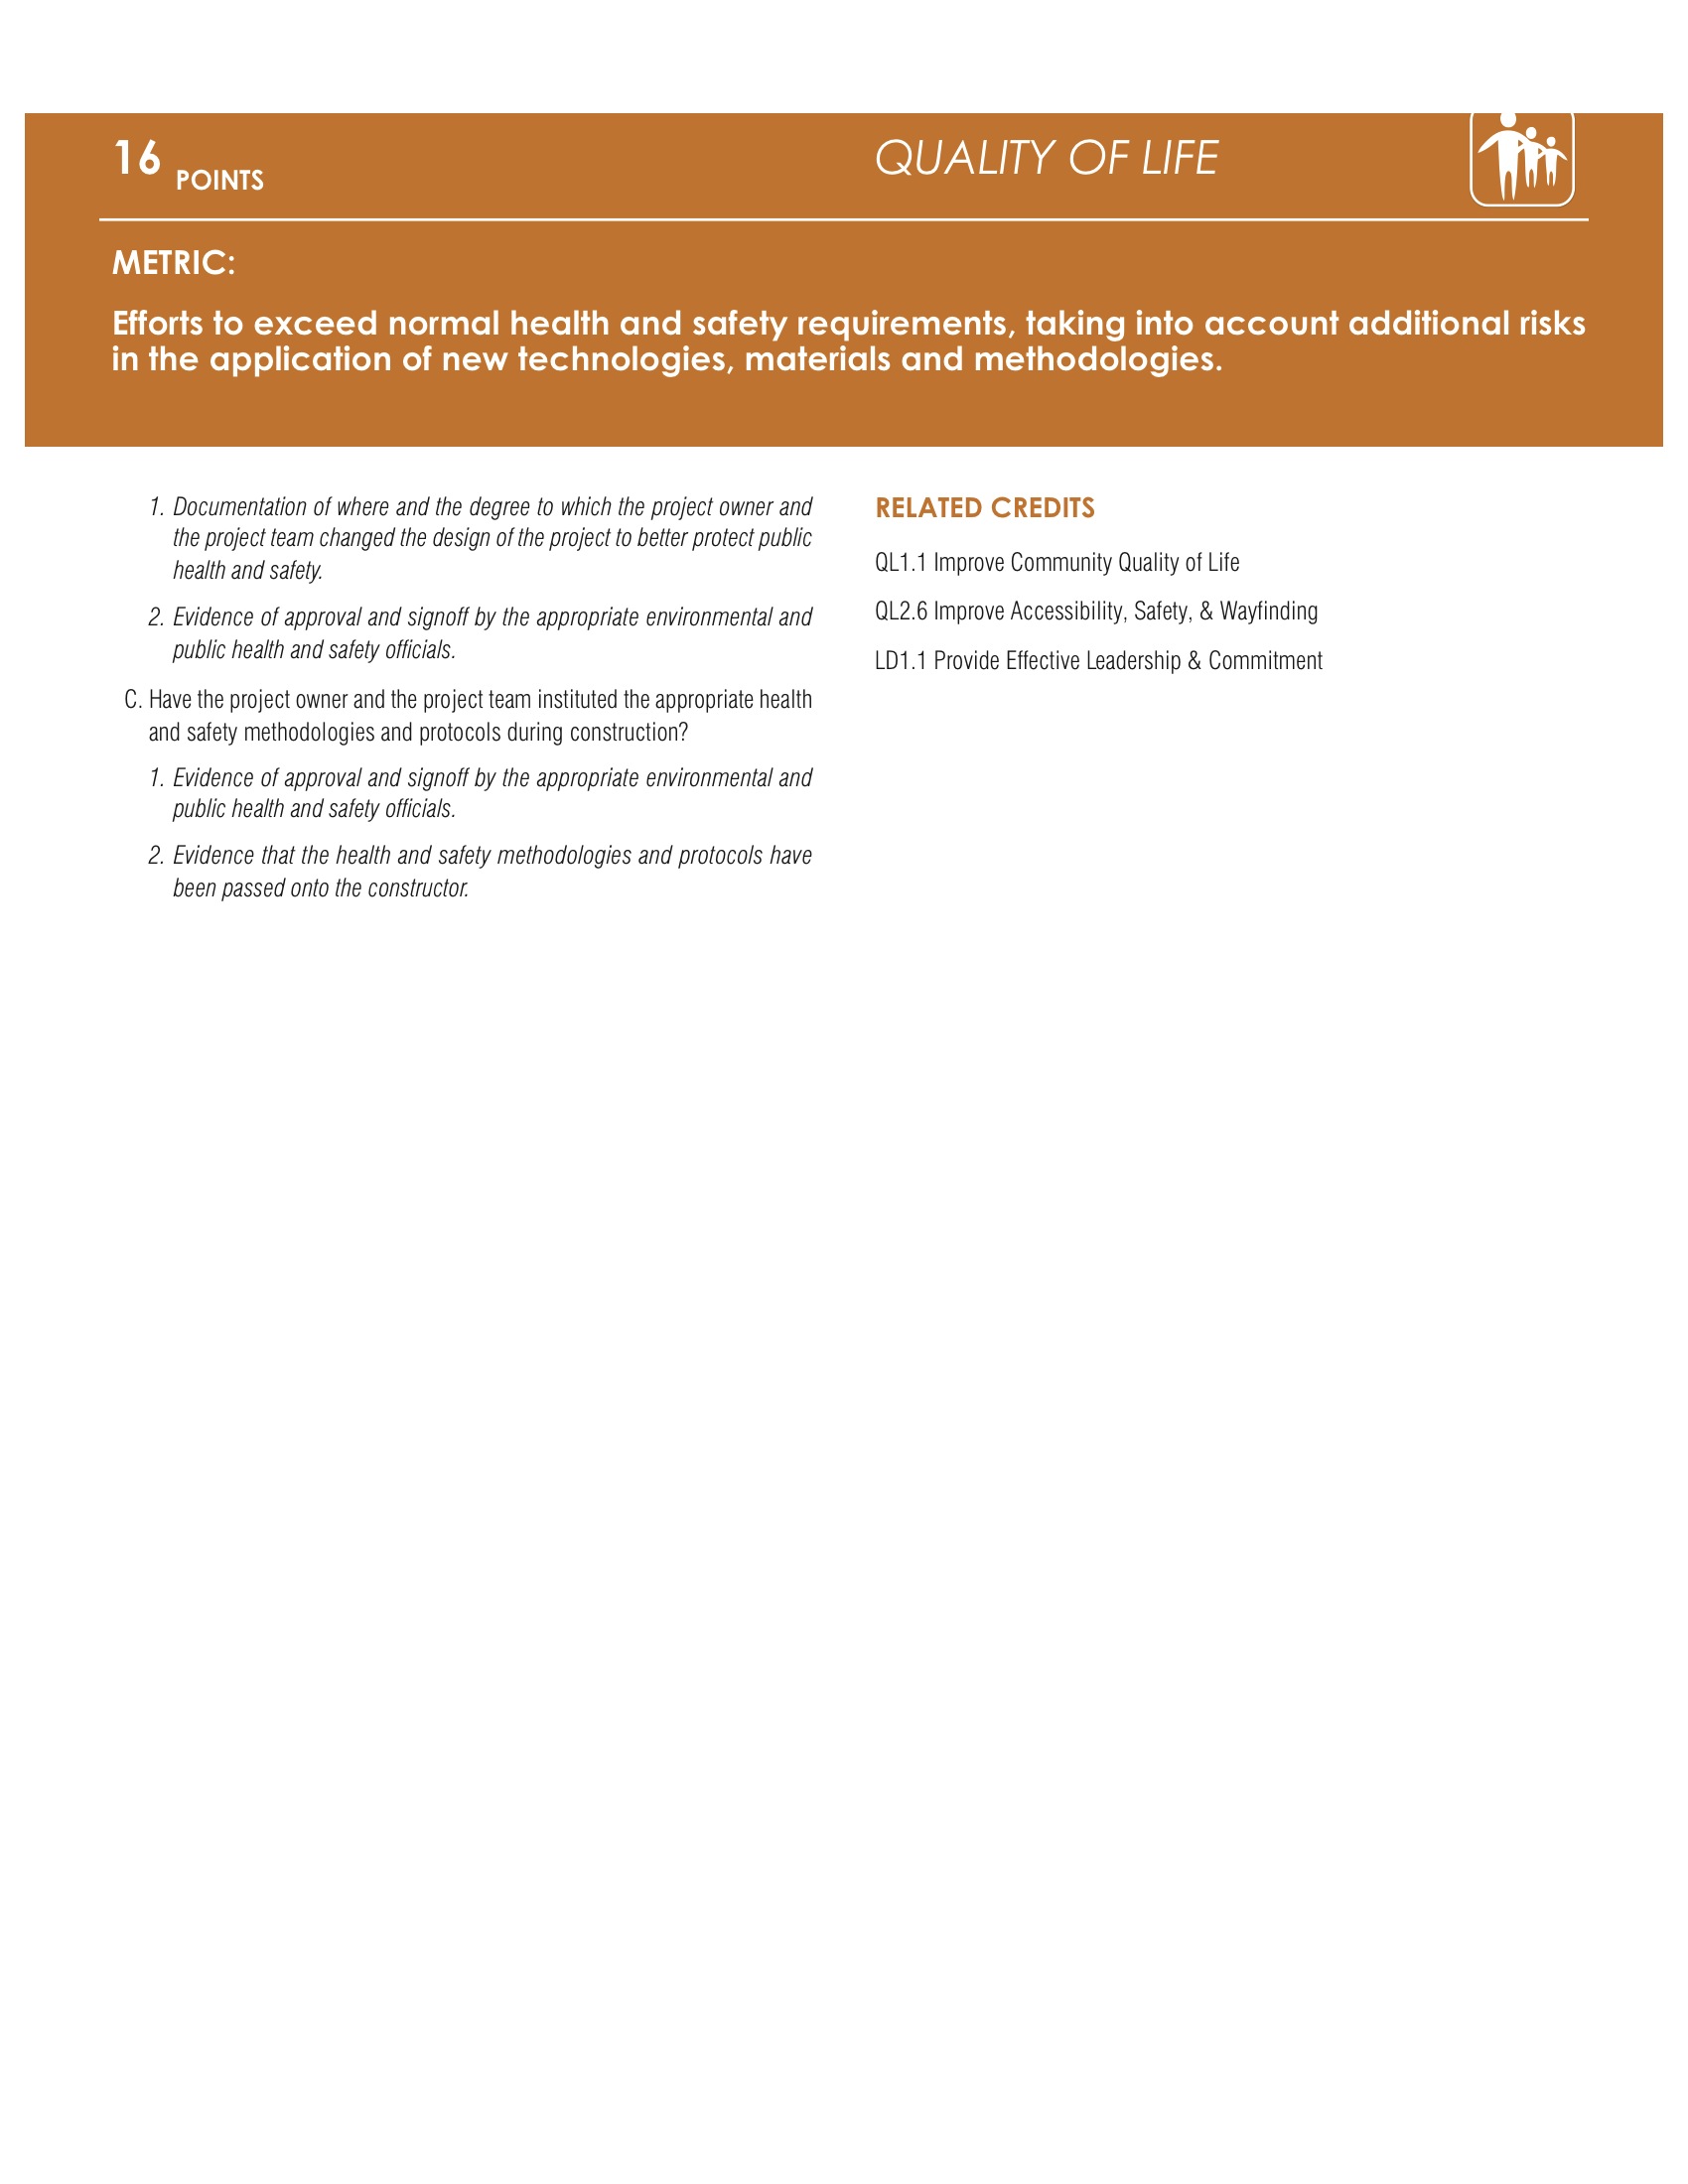 16 POINTS
QUALITY OF LIFE
METRIC:
Efforts to exceed normal health and safety requirements, taking into account additional risks
in the application of new technologies, materials and methodologies.
1. Documentation of where and the degree to which the project owner and
the project team changed the design of the project to better protect public
health and safety.
2. Evidence of approval and signoff by the appropriate environmental and
public health and safety officials.
C. Have the project owner and the project team instituted the appropriate health
and safety methodologies and protocols during construction?
1. Evidence of approval and signoff by the appropriate environmental and
public health and safety officials.
2. Evidence that the health and safety methodologies and protocols have
been passed onto the constructor.
RELATED CREDITS
QL1.1 Improve Community Quality of Life
QL2.6 Improve Accessibility, Safety, & Wayfinding
LD1.1 Provide Effective Leadership & Commitment